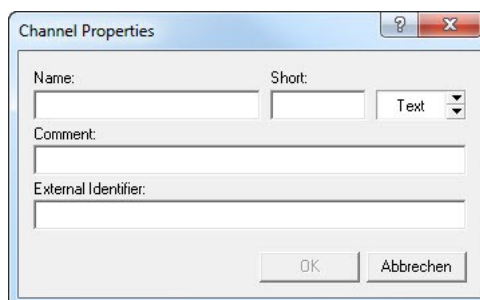 Channel Properties
Name: Short:
Text
Comment:
External Identifier:
OK Abbrechen